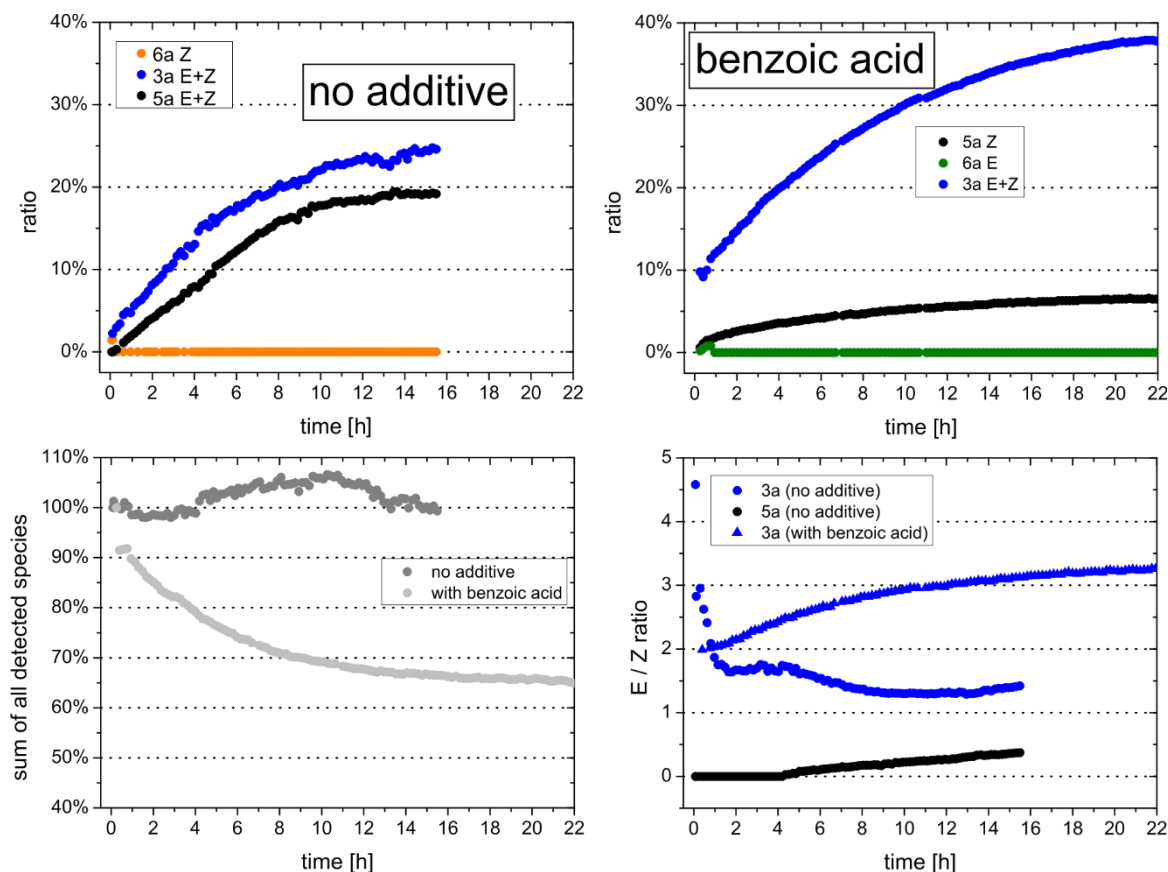 40%
30%
20%
10%
0%
ratio
6a Z
3a E+Z
5a E+Z
no additive
0 2 4 6 8 10 12 14 16 18 20 22
time [h]
40%
30%
20%
10%
0%
ratio
benzoic acid
5a Z
6a E
3a E+Z
0 2 4 6 8 10 12 14 16 18 20 22
time [h]
110%
100%
90%
80%
70%
60%
50%
40%
sum of all detected species
no additive
with benzoic acid
0 2 4 6 8 10 12 14 16 18 20 22
time [h]
5
4
3
2
1
0
E / Z ratio
3a (no additive)
5a (no additive)
3a (with benzoic acid)
0 2 4 6 8 10 12 14 16 18 20 22
time [h]